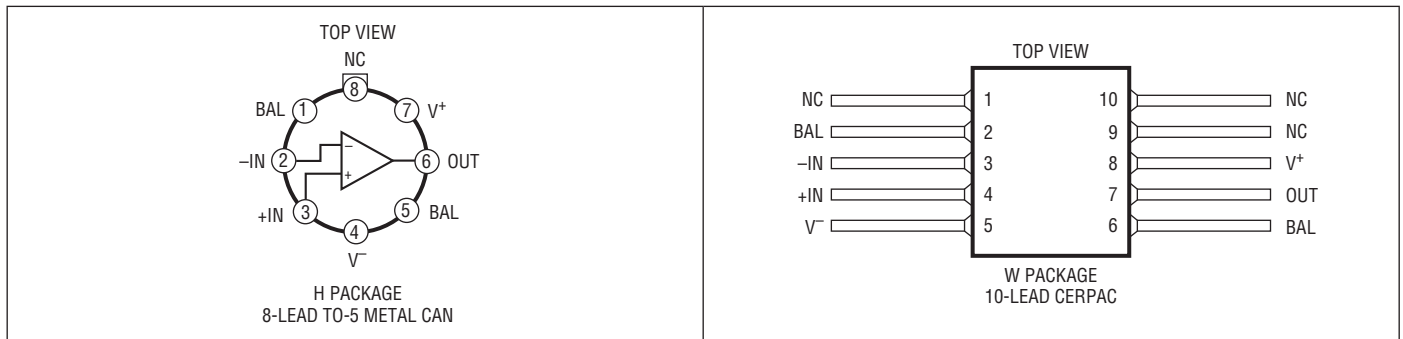 TOP VIEW
NC
8
BAL 1
7 V+
–IN 2
–
6 OUT
+
+IN 3
5 BAL
4
V–
H PACKAGE
8-LEAD TO-5 METAL CAN
TOP VIEW
NC 1 10 NC
BAL 2 9 NC
–IN 3 8 V+
+IN 4 7 OUT
V– 5 6 BAL
W PACKAGE
10-LEAD CERPAC